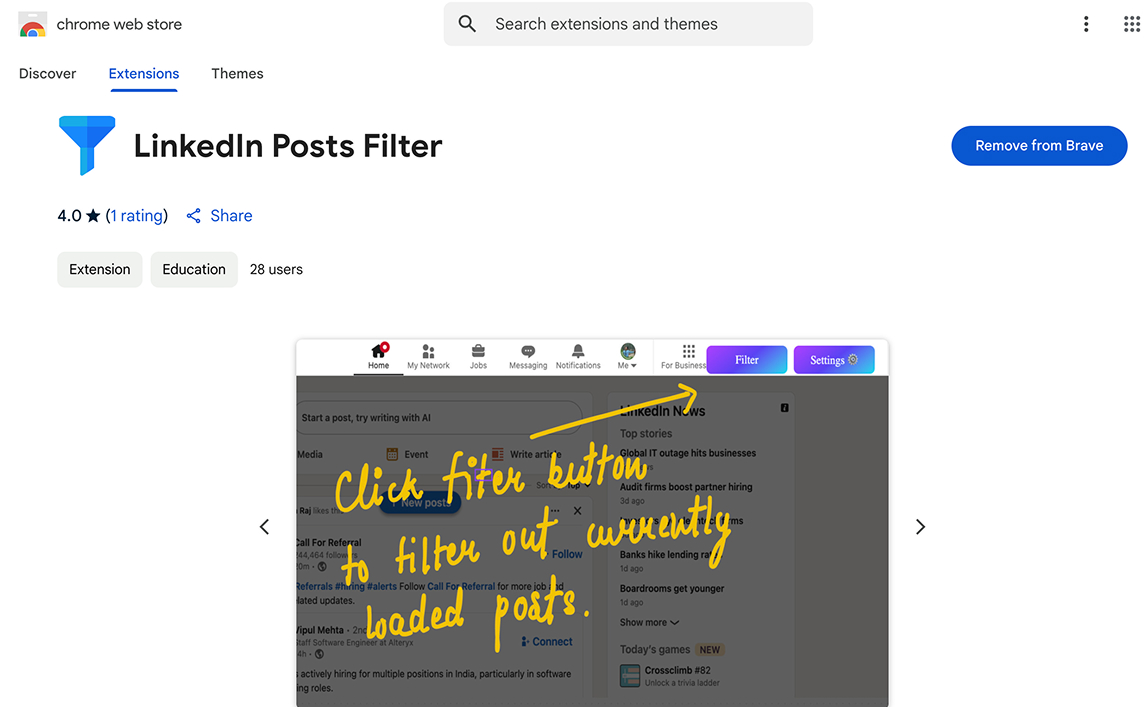 chrome web store
Search extensions and themes
Discover
Extensions
Themes
LinkedIn Posts Filter
Remove from Brave
4.0 ★ (1 rating)
Share
Extension
Education
28 users
Home
My Network
Jobs
Messaging
Notifications
Me
For Business
Filter
Settings
Start a post, try writing with AI
Media
Event
Write article
Click fiter button
to filter out currently
loaded posts.
New posts
Raj likes
Call For Referral
244,464 followers
20m •
Follow
Referrals #hiring #alerts Follow Call For Referral for more job and
lated updates.
Vipul Mehta • 2nd
Staff Software Engineer at Alteryx
Connect
s actively hiring for multiple positions in India, particularly in software
ing roles.
LinkedIn News
Top stories
Global IT outage hits businesses
Audit firms boost partner hiring
3d ago
Banks hike lending
1d ago
Boardrooms get younger
1d ago
Show more
Today's games NEW
Crossclimb #82
Unlock a trivia ladder